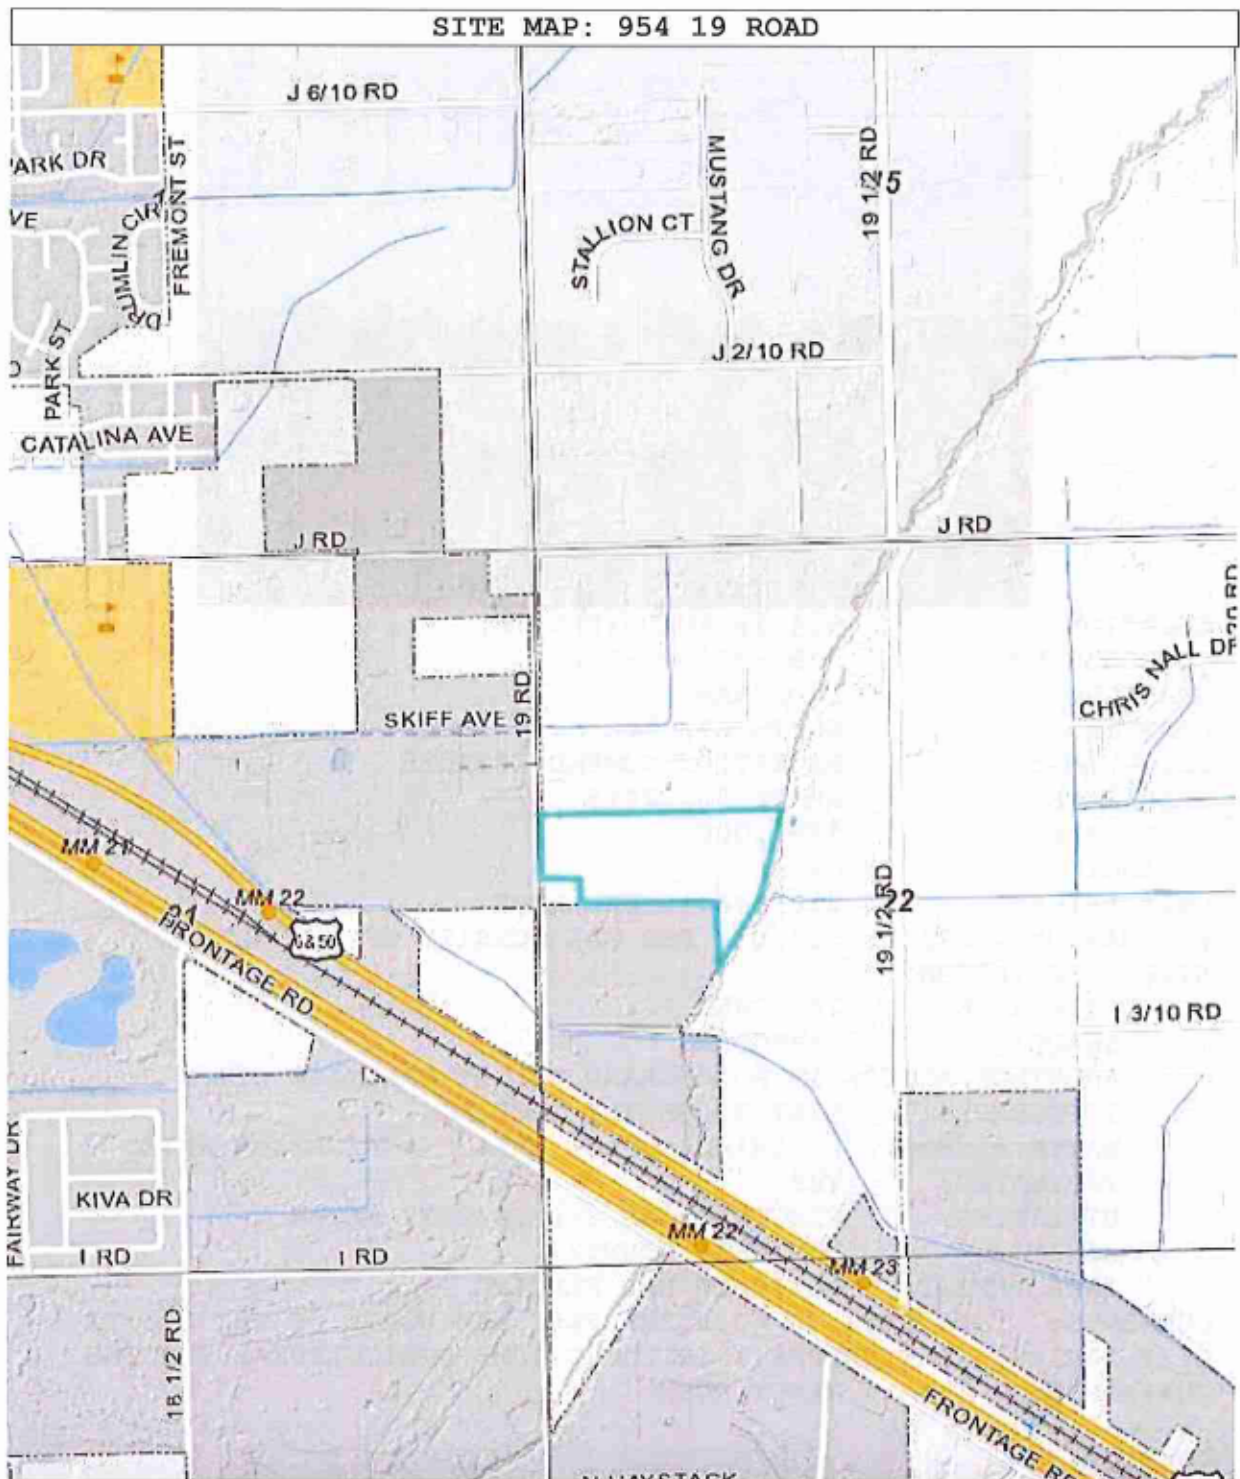 SITE MAP: 954 19 ROAD
J 6/10 RD
PARK DR
FREMONT ST
DRUMLIN CIR
MUSTANG DR
STALLION CT
19 1/2 RD
J 2/10 RD
PARK ST
CATALINA AVE
J RD
J RD
CHRIS NALL DR
SKIFF AVE
19 RD
MM 21
MM 22
6 & 50
FRONTAGE RD
19 1/2 RD
22
I 3/10 RD
FAIRWAY DR
KIVA DR
I RD
I RD
MM 22
MM 23
18 1/2 RD
FRONTAGE RD